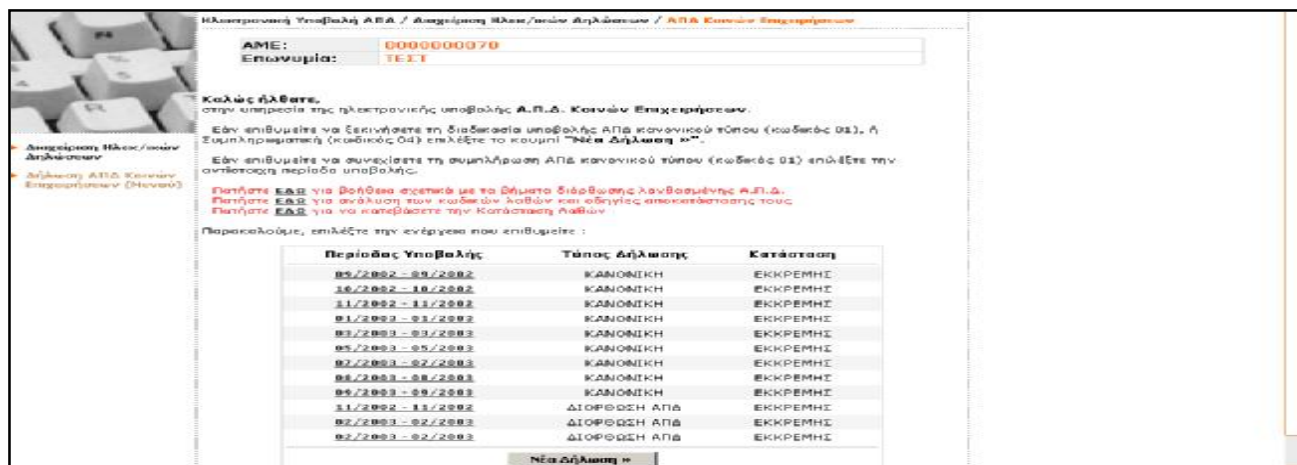 Ηλεκτρονική Υποβολή ΑΠΔ / Διαχείριση Ηλεκ/ικών Δηλώσεων / ΑΠΔ Κοινών Επιχειρήσεων
ΑΜΕ: 0000000070
Επωνυμία: ΤΕΣΤ
Καλώς ήλθατε,
στην υπηρεσία της ηλεκτρονικής υποβολής Α.Π.Δ. Κοινών Επιχειρήσεων.
Εάν επιθυμείτε να ξεκινήσετε τη διαδικασία υποβολής ΑΠΔ κανονικού τύπου (κωδικός 01), ή
Συμπληρωματική (κωδικός 04) επιλέξτε το κουμπί "Νέα Δήλωση »".
Διαχείριση Ηλεκ/ικών
Δηλώσεων
Εάν επιθυμείτε να συνεχίσετε τη συμπλήρωση ΑΠΔ κανονικού τύπου (κωδικός 01) επιλέξτε την
αντίστοιχη περίοδο υποβολής.
Δήλωση ΑΠΔ Κοινών
Επιχειρήσεων (Μενού)
Πατήστε ΕΔΩ για βοήθεια σχετικά με τα βήματα διόρθωσης λανθασμένης Α.Π.Δ.
Πατήστε ΕΔΩ για ανάλυση των κωδικών λαθών και οδηγίες αποκατάστασης τους
Πατήστε ΕΔΩ για να κατεβάσετε την Κατάσταση Λαθών
Παρακαλούμε, επιλέξτε την ενέργεια που επιθυμείτε :
Περίοδος Υποβολής Τύπος Δήλωσης Κατάσταση
09/2002 - 09/2002 ΚΑΝΟΝΙΚΗ ΕΚΚΡΕΜΗΣ
10/2002 - 10/2002 ΚΑΝΟΝΙΚΗ ΕΚΚΡΕΜΗΣ
11/2002 - 11/2002 ΚΑΝΟΝΙΚΗ ΕΚΚΡΕΜΗΣ
01/2003 - 01/2003 ΚΑΝΟΝΙΚΗ ΕΚΚΡΕΜΗΣ
03/2003 - 03/2003 ΚΑΝΟΝΙΚΗ ΕΚΚΡΕΜΗΣ
05/2003 - 05/2003 ΚΑΝΟΝΙΚΗ ΕΚΚΡΕΜΗΣ
07/2003 - 07/2003 ΚΑΝΟΝΙΚΗ ΕΚΚΡΕΜΗΣ
08/2003 - 08/2003 ΚΑΝΟΝΙΚΗ ΕΚΚΡΕΜΗΣ
09/2003 - 09/2003 ΚΑΝΟΝΙΚΗ ΕΚΚΡΕΜΗΣ
11/2002 - 11/2002 ΔΙΟΡΘΩΣΗ ΑΠΔ ΕΚΚΡΕΜΗΣ
02/2003 - 02/2003 ΔΙΟΡΘΩΣΗ ΑΠΔ ΕΚΚΡΕΜΗΣ
02/2003 - 02/2003 ΔΙΟΡΘΩΣΗ ΑΠΔ ΕΚΚΡΕΜΗΣ
Νέα Δήλωση »